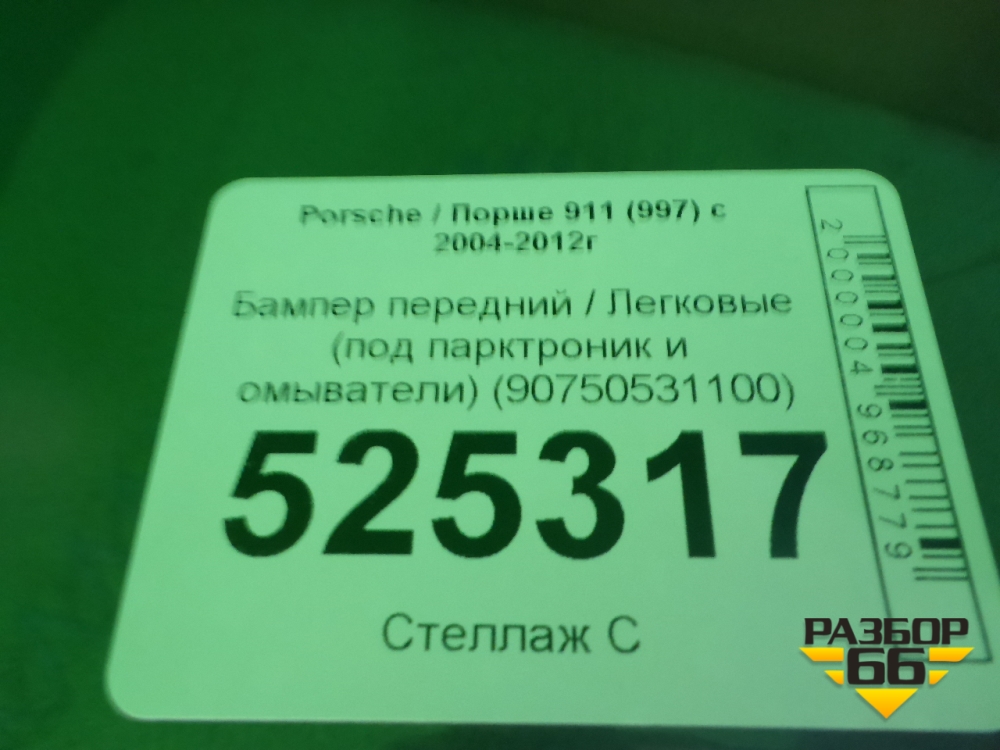 Porsche / Порше 911 (997) с
2004-2012г
Бампер передний / Легковые
(под парктроник и
омыватели) (90750531100)
525317
Стеллаж С
2000004968779
РАЗБОР
66